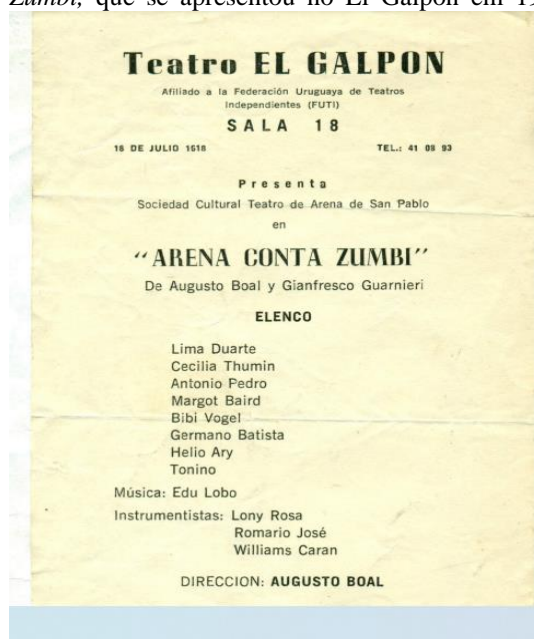 Zumbi, que se apresentou no El Galpón em 19
Teatro EL GALPON
Afiliado a la Federación Uruguaya de Teatros
Independientes (FUTI)
SALA 18
18 DE JULIO 1618
TEL.: 41 08 93
Presenta
Sociedad Cultural Teatro de Arena de San Pablo
en
"ARENA CONTA ZUMBI"
De Augusto Boal y Gianfresco Guarnieri
ELENCO
Lima Duarte
Cecilia Thumin
Antonio Pedro
Margot Baird
Bibi Vogel
Germano Batista
Helio Ary
Tonino
Música: Edu Lobo
Instrumentistas: Lony Rosa
Romario José
Williams Caran
DIRECCION: AUGUSTO BOAL